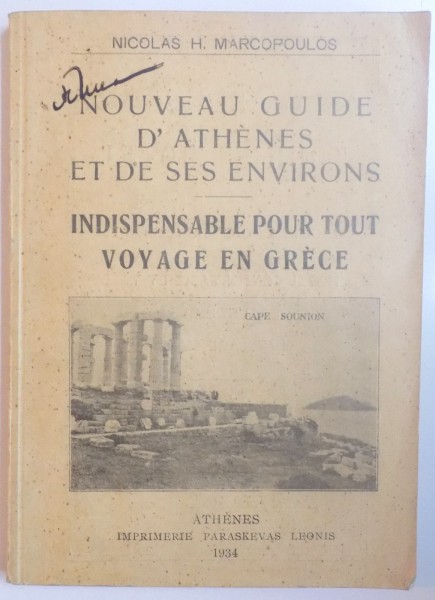 NICOLAS H. MARCOPOULOS
NOUVEAU GUIDE
D'ATHÈNES
ET DE SES ENVIRONS
INDISPENSABLE POUR TOUT
VOYAGE EN GRÈCE
CAPE SOUNION
ATHÈNES
IMPRIMERIE PARASKEVAS LEONIS
1934